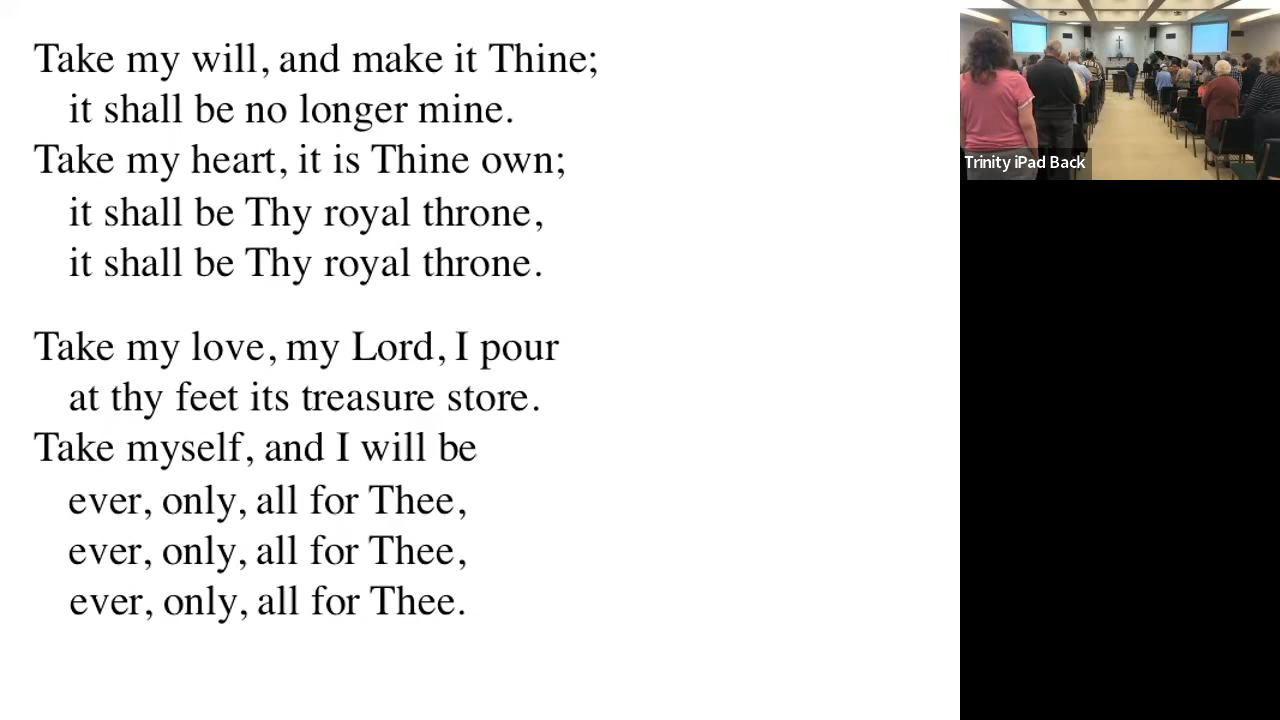 Take my will, and make it Thine;
it shall be no longer mine.
Take my heart, it is Thine own;
it shall be Thy royal throne,
it shall be Thy royal throne.
Take my love, my Lord, I pour
at thy feet its treasure store.
Take myself, and I will be
ever, only, all for Thee,
ever, only, all for Thee,
ever, only, all for Thee.
Trinity iPad Back